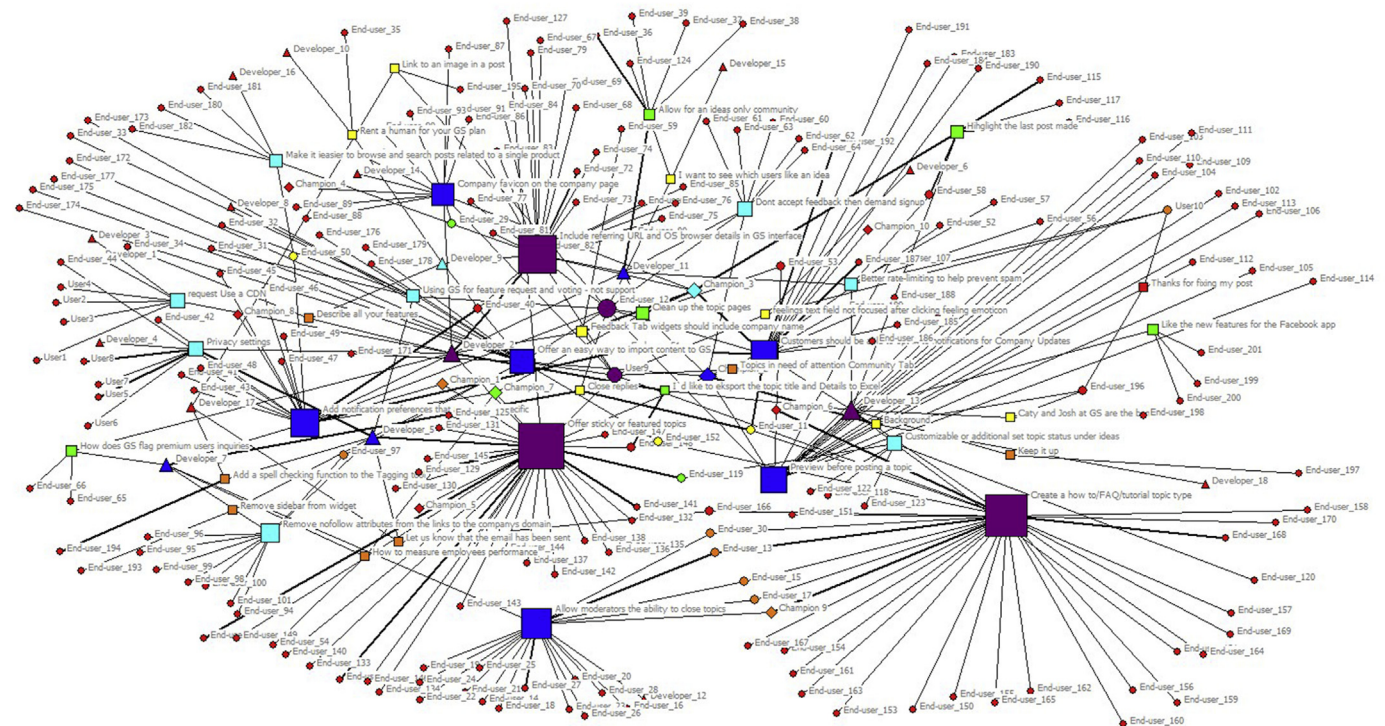 End-user_39
End-user_127
End-user_37
End-user_38
End-user_35
End-user_36
End-user_191
End-user_67
End-user_87
End-user_79
Developer_10
End-user_183
End-user_190
Link to an image in a post
End-user_124
Developer_15
Developer_16
End-user_69
End-user_115
End-user_181
End-user_70
End-user_84
End-user_68
End-user_117
End-user_180
Allow for an ideas only community
End-user_86
End-user_61
End-user_60
End-user_116
End-user_173
End-user_182
End-user_59
End-user_63
Hihglight the last post made
End-user_33
Rent a human for your GS plan
End-user_62
End-user_192
End-user_111
End-user_74
End-user_64
End-user_172
Make it ieasier to browse and search posts related to a single product
End-user_110
End-user_109
End-user_177
Developer_14
End-user_72
I want to see which users like an idea
Developer_6
End-user_104
End-user_175
Champion_4
Company favicon on the company page
End-user_85
End-user_58
End-user_102
End-user_174
Developer_8
End-user_89
End-user_77
End-user_73
End-user_76
Dont accept feedback then demand signup
End-user_57
User10
End-user_113
End-user_106
End-user_88
End-user_32
End-user_29
End-user_75
End-user_56
End-user_52
Champion_10
Developer_3
End-user_176
End-user_81
Include referring URL and OS browser details in GS interface
End-user_34
End-user_31
End-user_179
End-user_50
End-user_178
Developer_9
Developer_11
End-user_53
End-user_112
End-user_105
End-user_44
End-user_45
Better rate-limiting to help prevent spam
End-user_114
User4
End-user_46
Champion_3
Thanks for fixing my post
User2
request Use a CDN
Using GS for feature request and voting - not support
End-user_188
User3
End-user_42
Champion_8
Describe all your features
End-user_40
End-user_12
Clean up the topic pages
feelings text field not focused after clicking feeling emoticon
End-user_185
Like the new features for the Facebook app
Developer_4
End-user_49
Feedback Tab widgets should include company name
End-user_186
User1
User8
Privacy settings
End-user_47
End-user_171
Developer_2
Offer an easy way to import content to GS
End-user_201
End-user_48
Topics in need of attention Community Tab
User7
End-user_43
User9
End-user_199
User5
Champion_1
Champion_7
Close replies
I´d like to eksport the topic title and Details to Excel
End-user_196
End-user_200
Developer_17
Add notification preferences that
Champion_6
Developer_13
Caty and Josh at GS are the b
End-user_198
User6
End-user_131
Offer sticky or featured topics
End-user_11
Background
How does GS flag premium users inquiries
Developer_5
End-user_152
Customizable or additional set topic status under ideas
Developer_7
End-user_97
End-user_145
Keep it up
End-user_129
End-user_119
Preview before posting a topic
End-user_197
Add a spell checking function to the Tagging tool
End-user_66
End-user_130
End-user_122
Developer_18
End-user_65
Create a how to/FAQ/tutorial topic type
Remove sidebar from widget
Champion_5
End-user_141
End-user_166
End-user_151
End-user_123
End-user_158
Remove nofollow attributes from the links to the companys domain
End-user_132
End-user_170
End-user_96
Let us know that the email has been sent
End-user_138
End-user_30
End-user_168
End-user_194
End-user_95
How to measure employees performance
End-user_136
End-user_13
End-user_193
End-user_99
End-user_137
End-user_98
End-user_142
End-user_15
End-user_120
End-user_101
End-user_143
End-user_17
End-user_94
Allow moderators the ability to close topics
Champion 9
End-user_157
End-user_54
End-user_169
End-user_140
End-user_167
End-user_154
End-user_164
End-user_133
End-user_25
End-user_161
End-user_24
End-user_20
End-user_22
End-user_27
End-user_28
Developer_12
End-user_163
End-user_162
End-user_156
End-user_18
End-user_16
End-user_165
End-user_159
End-user_26
End-user_153
End-user_150
End-user_160